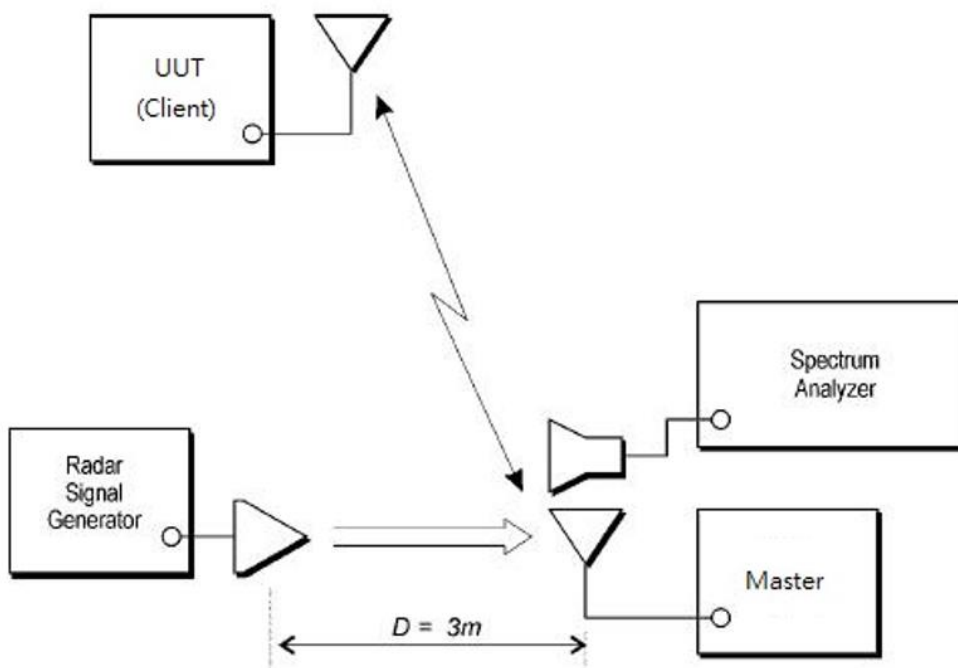 UUT
(Client)
Spectrum
Analyzer
Radar
Signal
Generator
Master
D = 3m